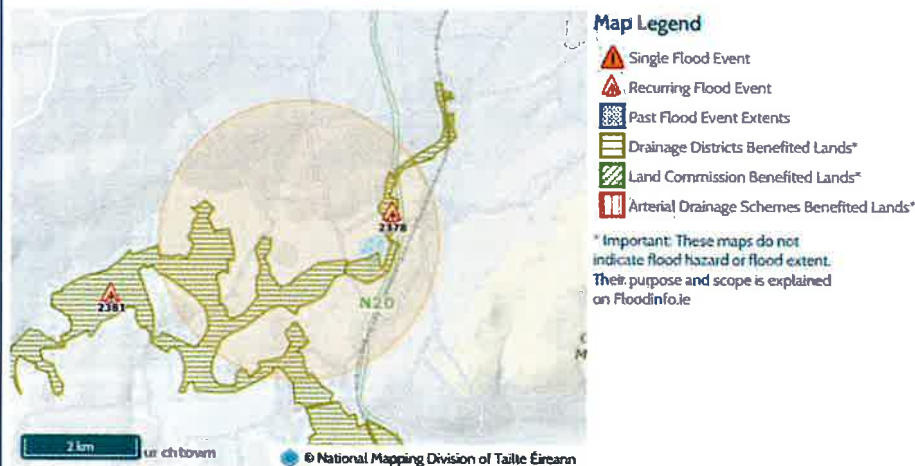 2378
2381
N20
2 km
urchtown
© National Mapping Division of Tailte Éireann
Map Legend
Single Flood Event
Recurring Flood Event
Past Flood Event Extents
Drainage Districts Benefited Lands*
Land Commission Benefited Lands*
Arterial Drainage Schemes Benefited Lands*
* Important: These maps do not
indicate flood hazard or flood extent.
Their purpose and scope is explained
on Floodinfo.ie